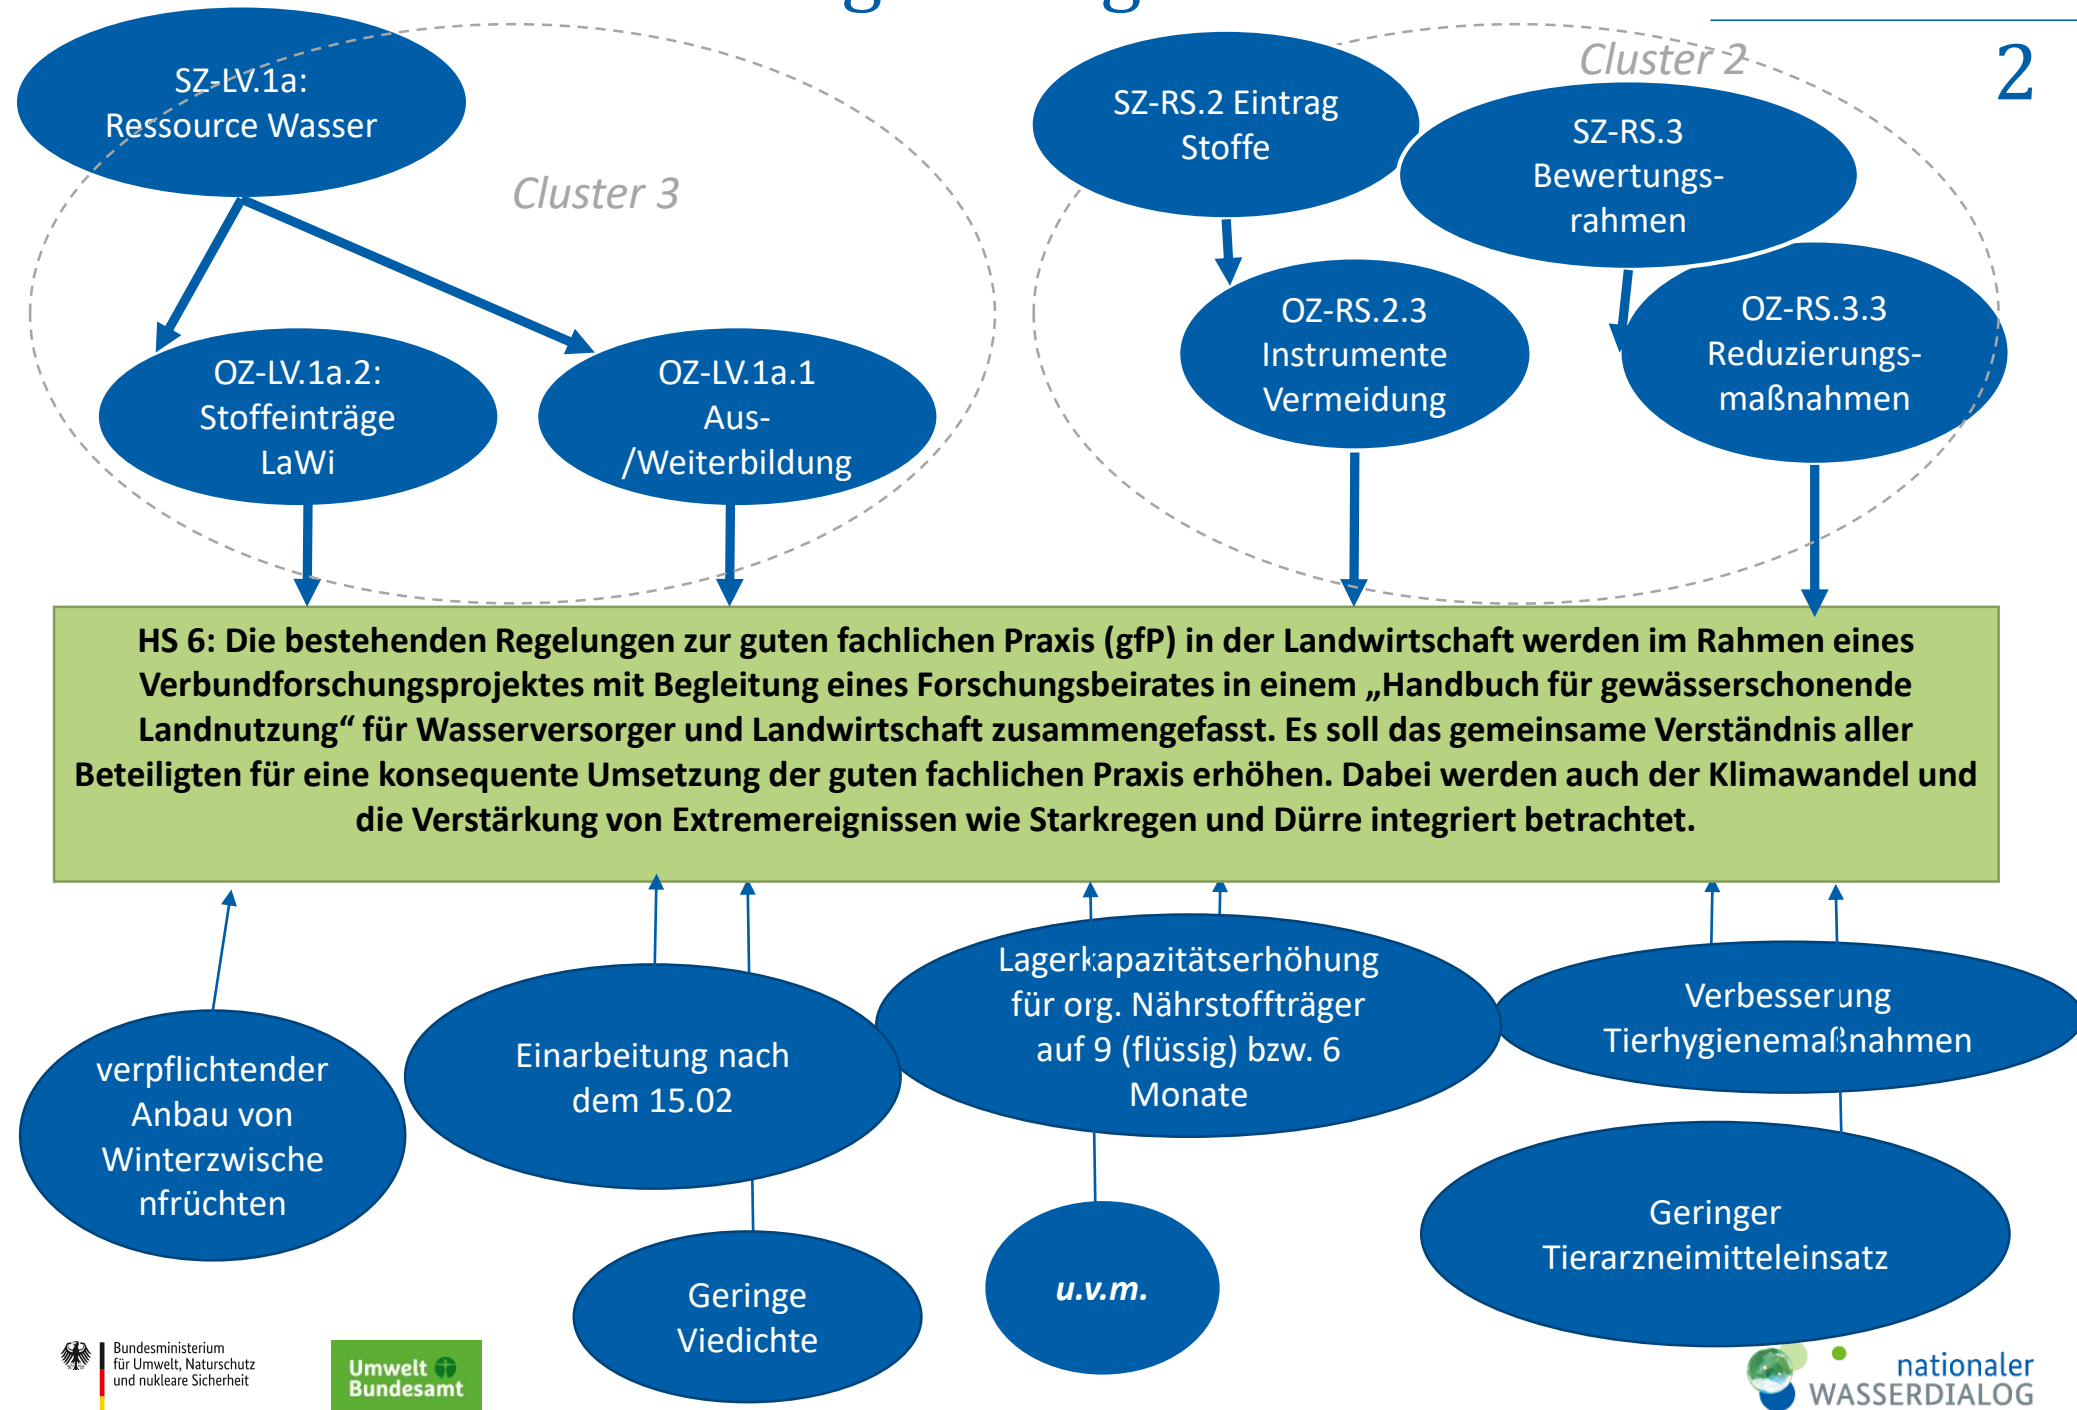 2
Cluster 3
Cluster 2
SZ-LV.1a:
Ressource Wasser
SZ-RS.2 Eintrag
Stoffe
SZ-RS.3
Bewertungs-
rahmen
OZ-LV.1a.2:
Stoffeinträge
LaWi
OZ-LV.1a.1
Aus-
/Weiterbildung
OZ-RS.2.3
Instrumente
Vermeidung
OZ-RS.3.3
Reduzierungs-
maßnahmen
HS 6: Die bestehenden Regelungen zur guten fachlichen Praxis (gfP) in der Landwirtschaft werden im Rahmen eines
Verbundforschungsprojektes mit Begleitung eines Forschungsbeirates in einem „Handbuch für gewässerschonende
Landnutzung“ für Wasserversorger und Landwirtschaft zusammengefasst. Es soll das gemeinsame Verständnis aller
Beteiligten für eine konsequente Umsetzung der guten fachlichen Praxis erhöhen. Dabei werden auch der Klimawandel und
die Verstärkung von Extremereignissen wie Starkregen und Dürre integriert betrachtet.
verpflichtender
Anbau von
Winterzwische
nfrüchten
Einarbeitung nach
dem 15.02
Lagerkapazitätserhöhung
für org. Nährstoffträger
auf 9 (flüssig) bzw. 6
Monate
Verbesserung
Tierhygienemaßnahmen
Geringe
Viedichte
u.v.m.
Geringer
Tierarzneimitteleinsatz
Bundesministerium
für Umwelt, Naturschutz
und nukleare Sicherheit
Umwelt
Bundesamt
nationaler
WASSERDIALOG